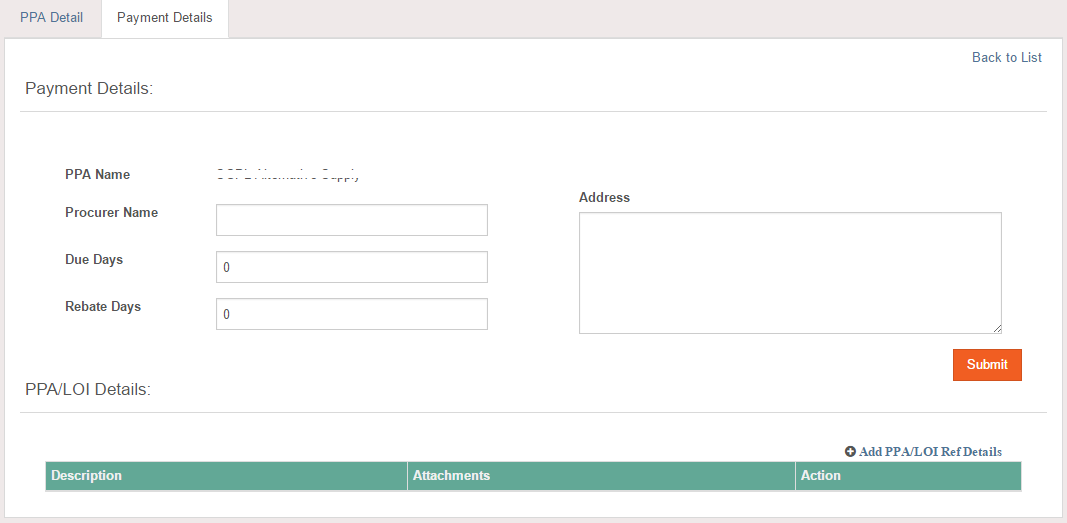 PPA Detail
Payment Details
Back to List
Payment Details:
PPA Name
Procurer Name
Address
Due Days
0
Rebate Days
0
Submit
PPA/LOI Details:
Add PPA/LOI Ref Details
Description Attachments Action